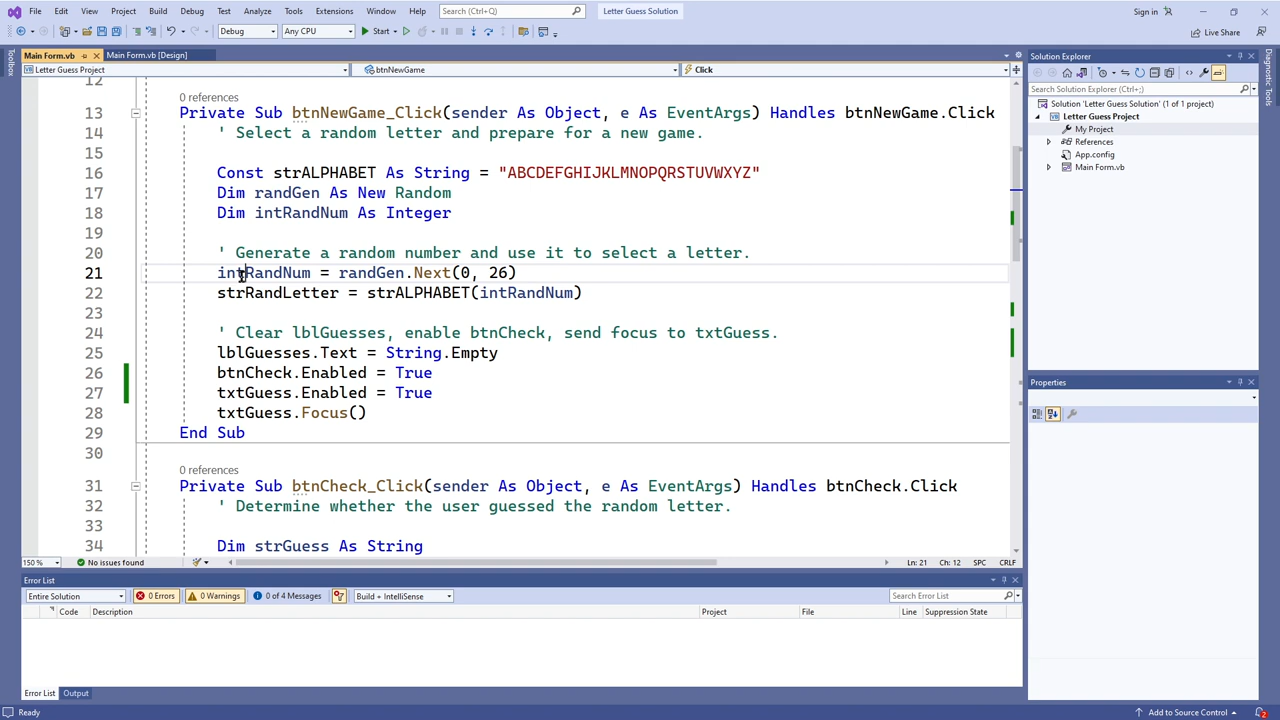 File Edit View Project Build Debug Test Analyze Tools Extensions Window Help Search (Ctrl+Q) Letter Guess Solution Sign in
Debug Any CPU Start Live Share
Main Form.vb Main Form.vb [Design]
Letter Guess Project btnNewGame Click
Toolbox
12
0 references
13 Private Sub btnNewGame_Click(sender As Object, e As EventArgs) Handles btnNewGame.Click
14 ' Select a random letter and prepare for a new game.
15
16 Const strALPHABET As String = "ABCDEFGHIJKLMNOPQRSTUVWXYZ"
17 Dim randGen As New Random
18 Dim intRandNum As Integer
19
20 ' Generate a random number and use it to select a letter.
21 intRandNum = randGen.Next(0, 26)
22 strRandLetter = strALPHABET(intRandNum)
23
24 ' Clear lblGuesses, enable btnCheck, send focus to txtGuess.
25 lblGuesses.Text = String.Empty
26 btnCheck.Enabled = True
27 txtGuess.Enabled = True
28 txtGuess.Focus()
29 End Sub
30
0 references
31 Private Sub btnCheck_Click(sender As Object, e As EventArgs) Handles btnCheck.Click
32 ' Determine whether the user guessed the random letter.
33
34 Dim strGuess As String
150 % No issues found Ln: 21 Ch: 12 SPC CRLF
Error List
Entire Solution 0 Errors 0 Warnings 0 of 4 Messages Build + IntelliSense Search Error List
Code Description Project File Line Suppression State
Error List Output
Ready Add to Source Control 2
Solution Explorer
Search Solution Explorer (Ctrl+;)
Solution 'Letter Guess Solution' (1 of 1 project)
Letter Guess Project
My Project
References
App.config
Main Form.vb
Properties
Diagnostic Tools